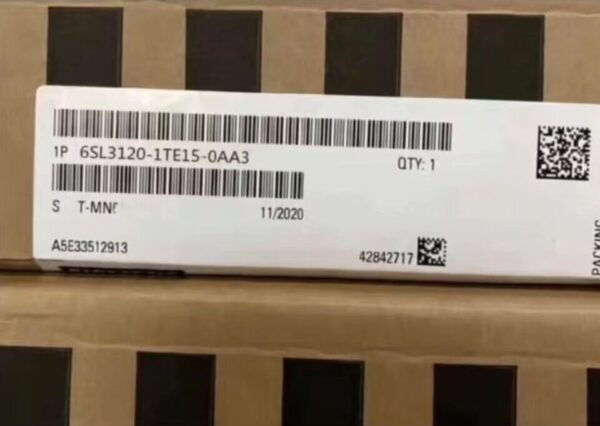 1P 6SL3120-1TE15-0AA3 QTY: 1
S T-MN
11/2020
A5E33512913 42842717
PACKING